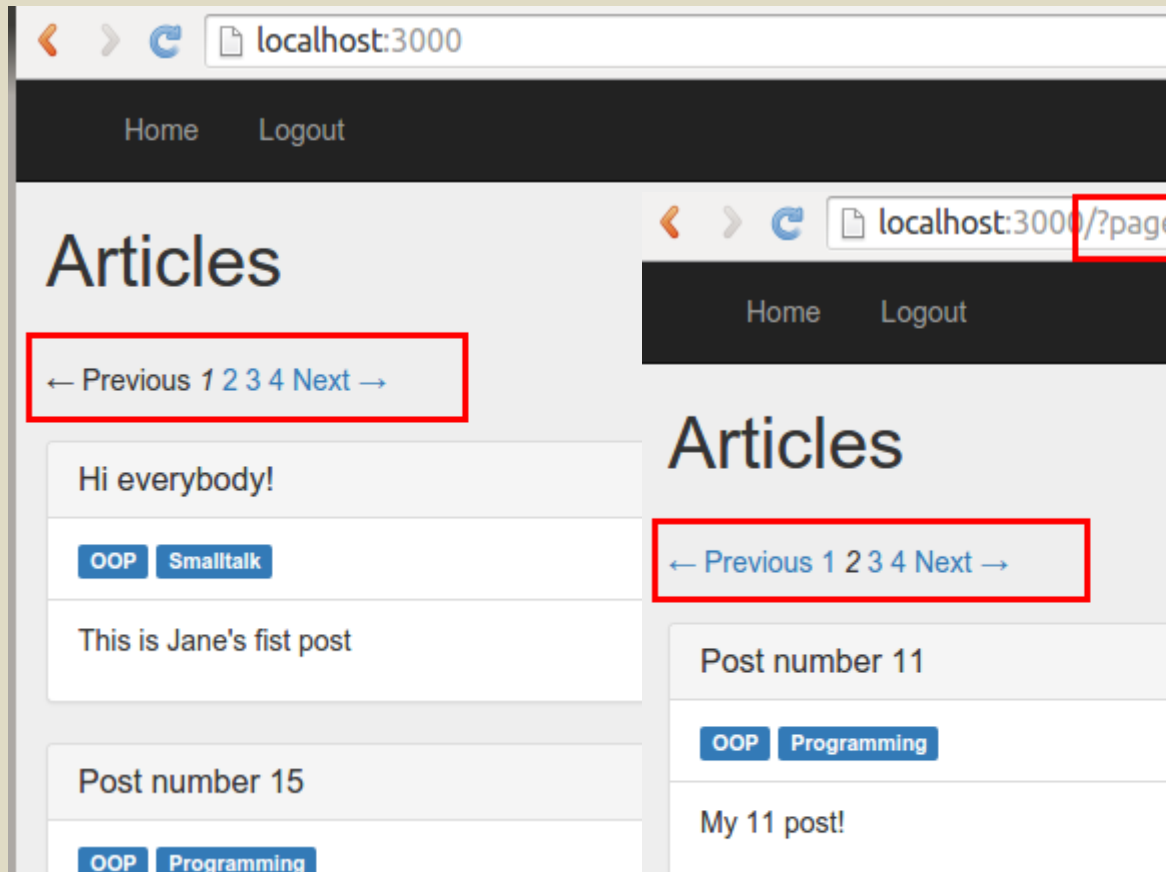 localhost:3000
Home Logout
Articles
← Previous 1 2 3 4 Next →
Hi everybody!
OOP Smalltalk
This is Jane's fist post
Post number 15
OOP Programming
localhost:3000/?page
Home Logout
Articles
← Previous 1 2 3 4 Next →
Post number 11
OOP Programming
My 11 post!